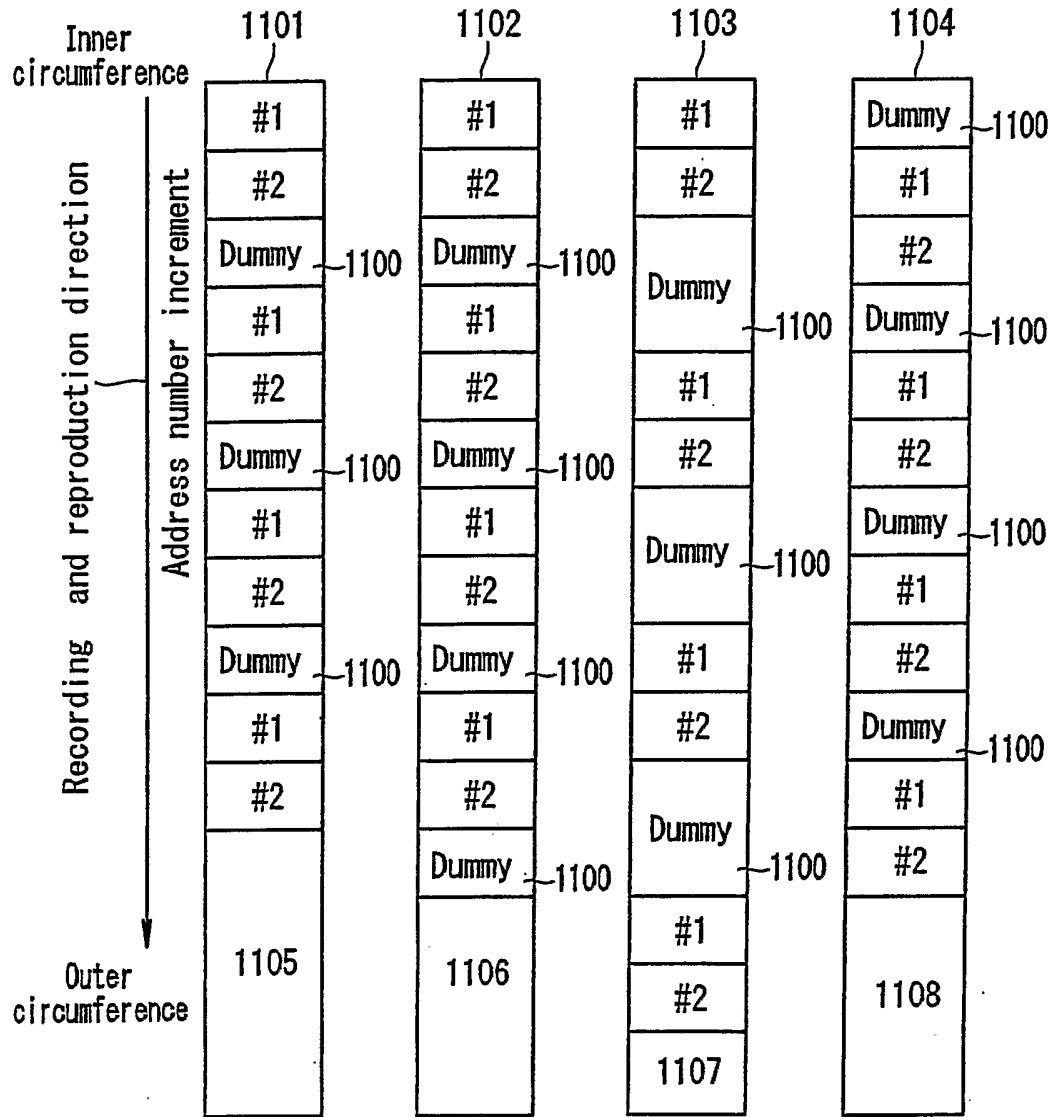 Inner
circumference
Recording and reproduction direction
Address number increment
Outer
circumference
1101
#1
#2
Dummy 1100
#1
#2
Dummy 1100
#1
#2
Dummy 1100
#1
#2
1105
1102
#1
#2
Dummy 1100
#1
#2
Dummy 1100
#1
#2
Dummy 1100
#1
#2
Dummy 1100
1106
1103
#1
#2
Dummy
1100
#1
#2
Dummy
1100
#1
#2
Dummy
1100
#1
#2
1107
1104
Dummy 1100
#1
#2
Dummy 1100
#1
#2
Dummy 1100
#1
#2
Dummy 1100
#1
#2
1108